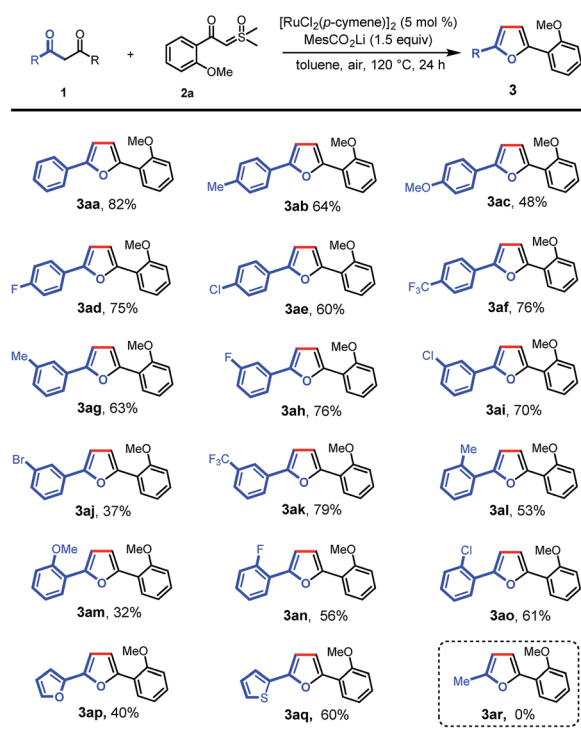 [RuCl₂(p-cymene)]₂ (5 mol %)
MesCO₂Li (1.5 equiv)
toluene, air, 120 °C, 24 h
O O
R R
1
+
O O
S
OMe
2a
MeO
R O
3
MeO
O
3aa, 82%
MeO
Me O
3ab 64%
MeO
MeO O
3ac, 48%
MeO
F O
3ad, 75%
MeO
Cl O
3ae, 60%
MeO
F₃C O
3af, 76%
Me MeO
O
3ag, 63%
F MeO
O
3ah, 76%
Cl MeO
O
3ai, 70%
Br MeO
O
3aj, 37%
F₃C MeO
O
3ak, 79%
Me MeO
O
3al, 53%
OMe MeO
O
3am, 32%
F MeO
O
3an, 56%
Cl MeO
O
3ao, 61%
MeO
O O
3ap, 40%
MeO
S O
3aq, 60%
MeO
Me O
3ar, 0%